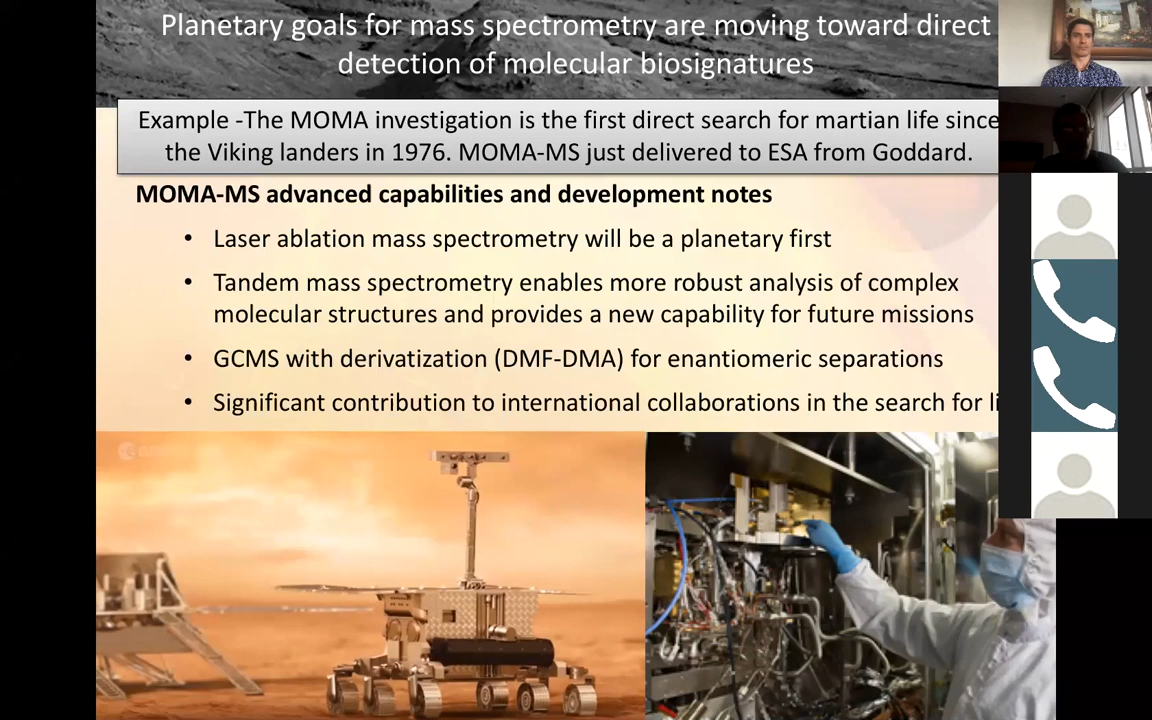 Planetary goals for mass spectrometry are moving toward direct
detection of molecular biosignatures
Example -The MOMA investigation is the first direct search for martian life since
the Viking landers in 1976. MOMA-MS just delivered to ESA from Goddard.
MOMA-MS advanced capabilities and development notes
• Laser ablation mass spectrometry will be a planetary first
• Tandem mass spectrometry enables more robust analysis of complex
molecular structures and provides a new capability for future missions
• GCMS with derivatization (DMF-DMA) for enantiomeric separations
• Significant contribution to international collaborations in the search for